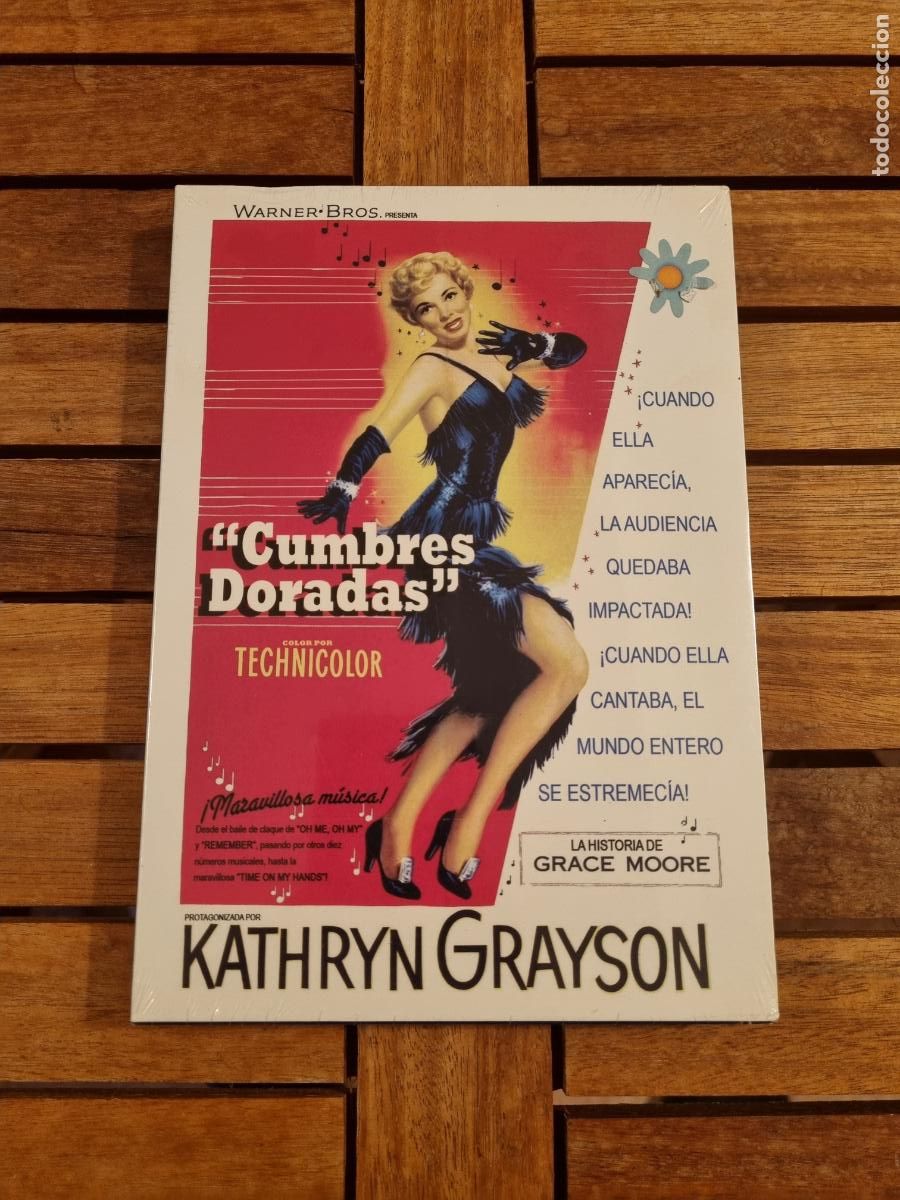 todocoleccion
WARNER·BROS. PRESENTA
¡CUANDO
ELLA
APARECÍA,
LA AUDIENCIA
QUEDABA
IMPACTADA!
¡CUANDO ELLA
CANTABA, EL
MUNDO ENTERO
SE ESTREMECÍA!
“Cumbres
Doradas”
COLOR POR
TECHNICOLOR
¡Maravillosa música!
Desde el baile de claque de "OH ME, OH MY"
y "REMEMBER", pasando por otros diez
números musicales, hasta la
maravillosa "TIME ON MY HANDS"!
LA HISTORIA DE
GRACE MOORE
PROTAGONIZADA POR
KATHRYN GRAYSON